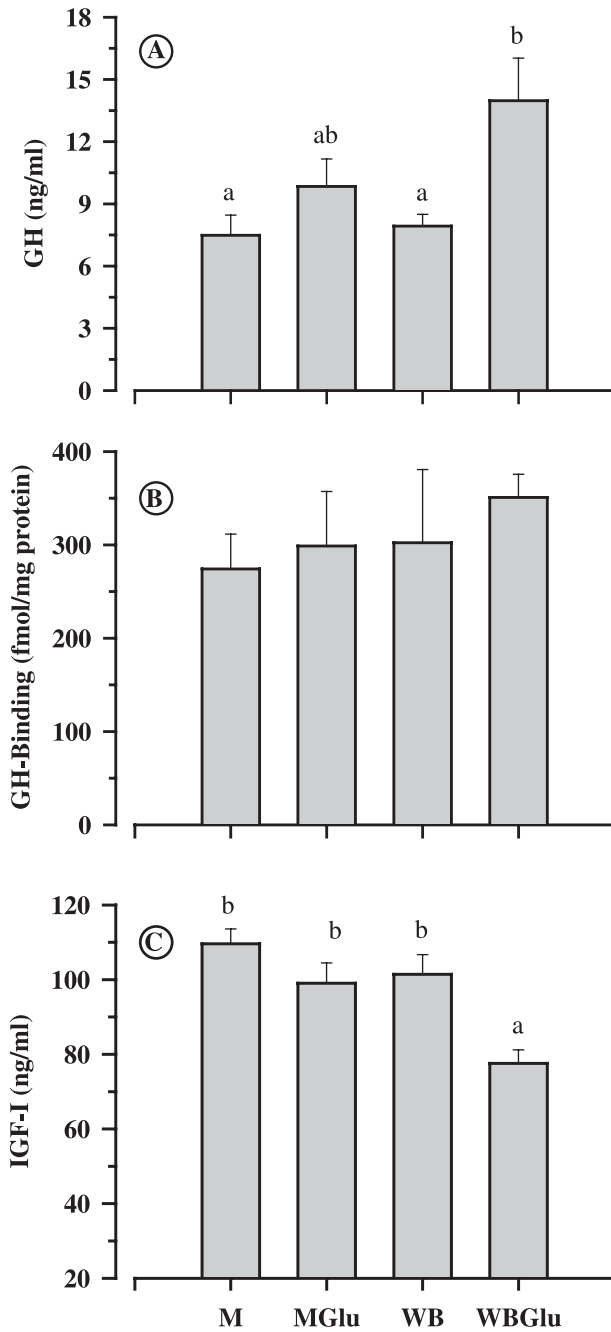 A
GH (ng/ml)
18
15
12
9
6
3
0
a
ab
a
b
B
GH-Binding (fmol/mg protein)
400
300
200
100
0
C
IGF-I (ng/ml)
120
100
80
60
40
20
b
b
b
a
M MGlu WB WBGlu